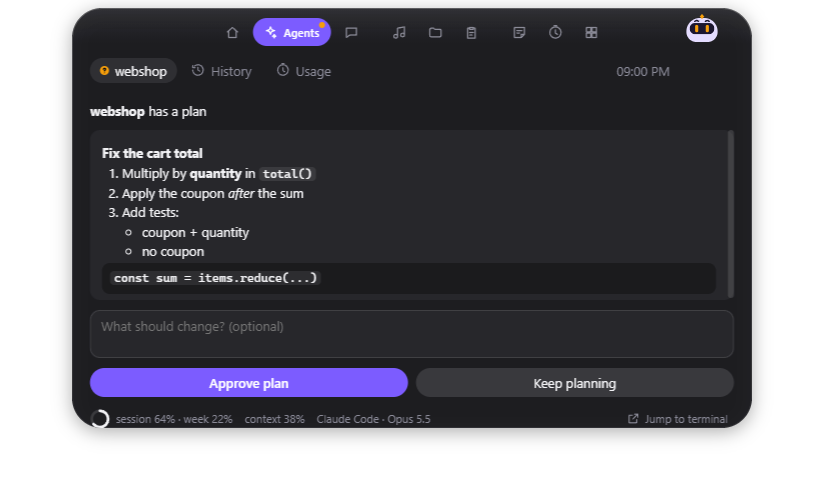 Agents
webshop History Usage 09:00 PM
webshop has a plan
Fix the cart total
1. Multiply by quantity in total()
2. Apply the coupon after the sum
3. Add tests:
coupon + quantity
no coupon
const sum = items.reduce(...)
What should change? (optional)
Approve plan Keep planning
session 64% · week 22% context 38% Claude Code · Opus 5.5 Jump to terminal